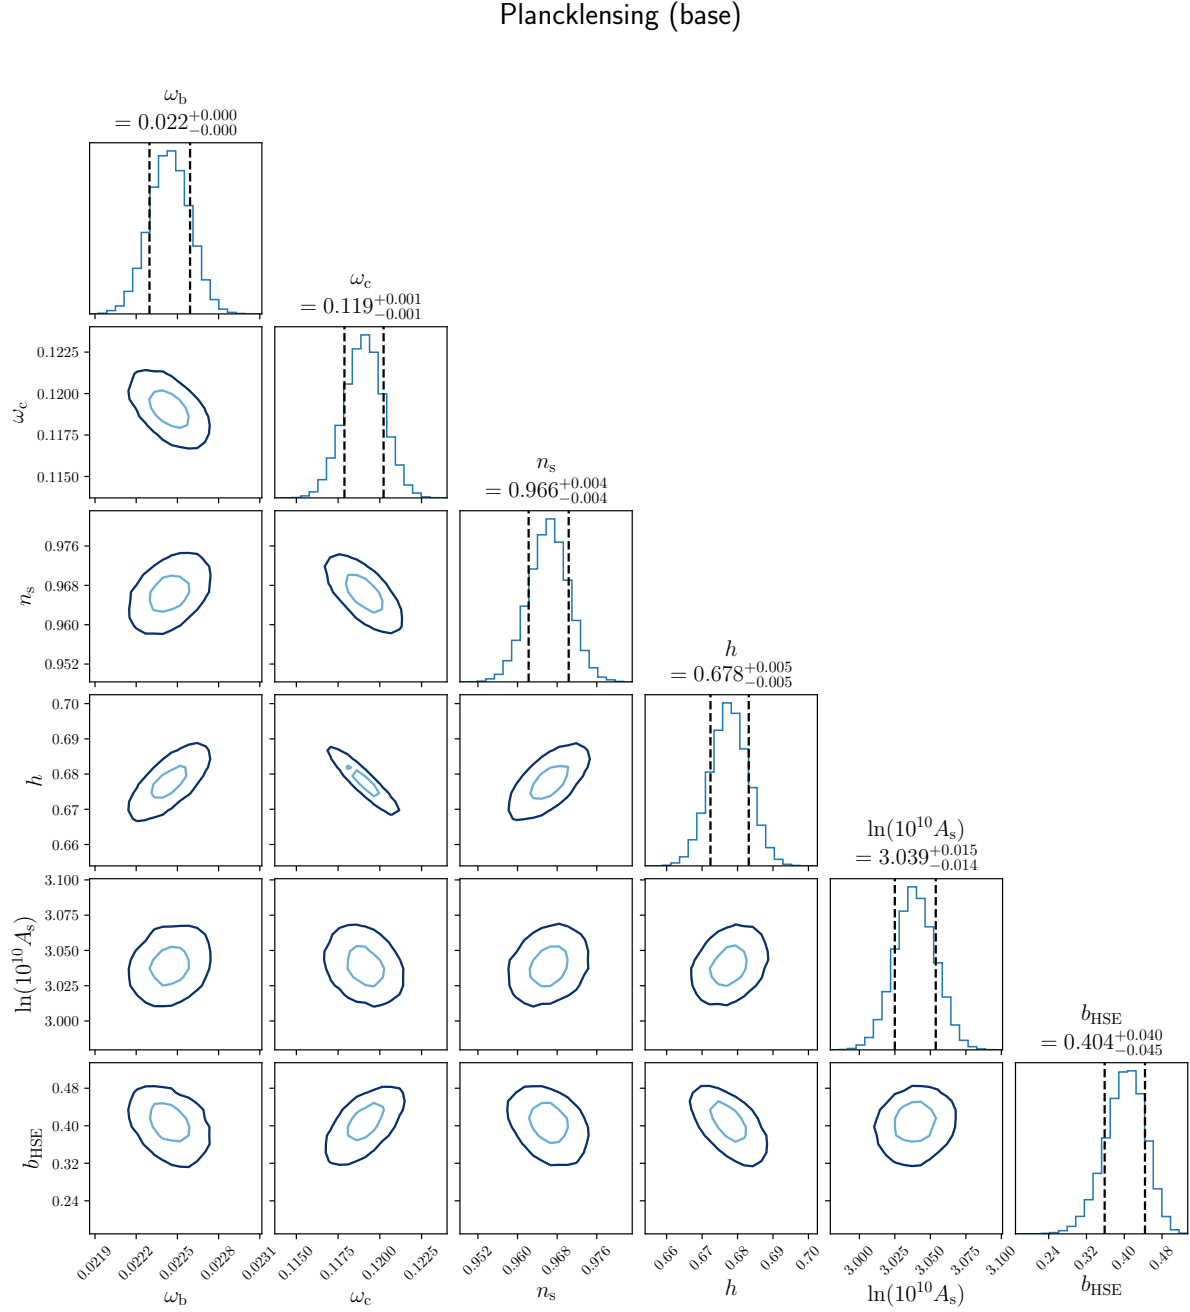 Plancklensing (base)
ω_b
= 0.022^{+0.000}_{-0.000}
ω_c
= 0.119^{+0.001}_{-0.001}
0.1225
0.1200
0.1175
0.1150
ω_c
n_s
= 0.966^{+0.004}_{-0.004}
0.976
0.968
0.960
0.952
n_s
h
= 0.678^{+0.005}_{-0.005}
0.70
0.69
0.68
0.67
0.66
h
ln(10^{10}A_s)
= 3.039^{+0.015}_{-0.014}
3.100
3.075
3.050
3.025
3.000
ln(10^{10}A_s)
b_HSE
= 0.404^{+0.040}_{-0.045}
0.48
0.40
0.32
0.24
b_HSE
0.0219 0.0222 0.0225 0.0228 0.0231
ω_b
0.1150 0.1175 0.1200 0.1225
ω_c
0.952 0.960 0.968 0.976
n_s
0.66 0.67 0.68 0.69 0.70
h
3.000 3.025 3.050 3.075 3.100
ln(10^{10}A_s)
0.24 0.32 0.40 0.48
b_HSE